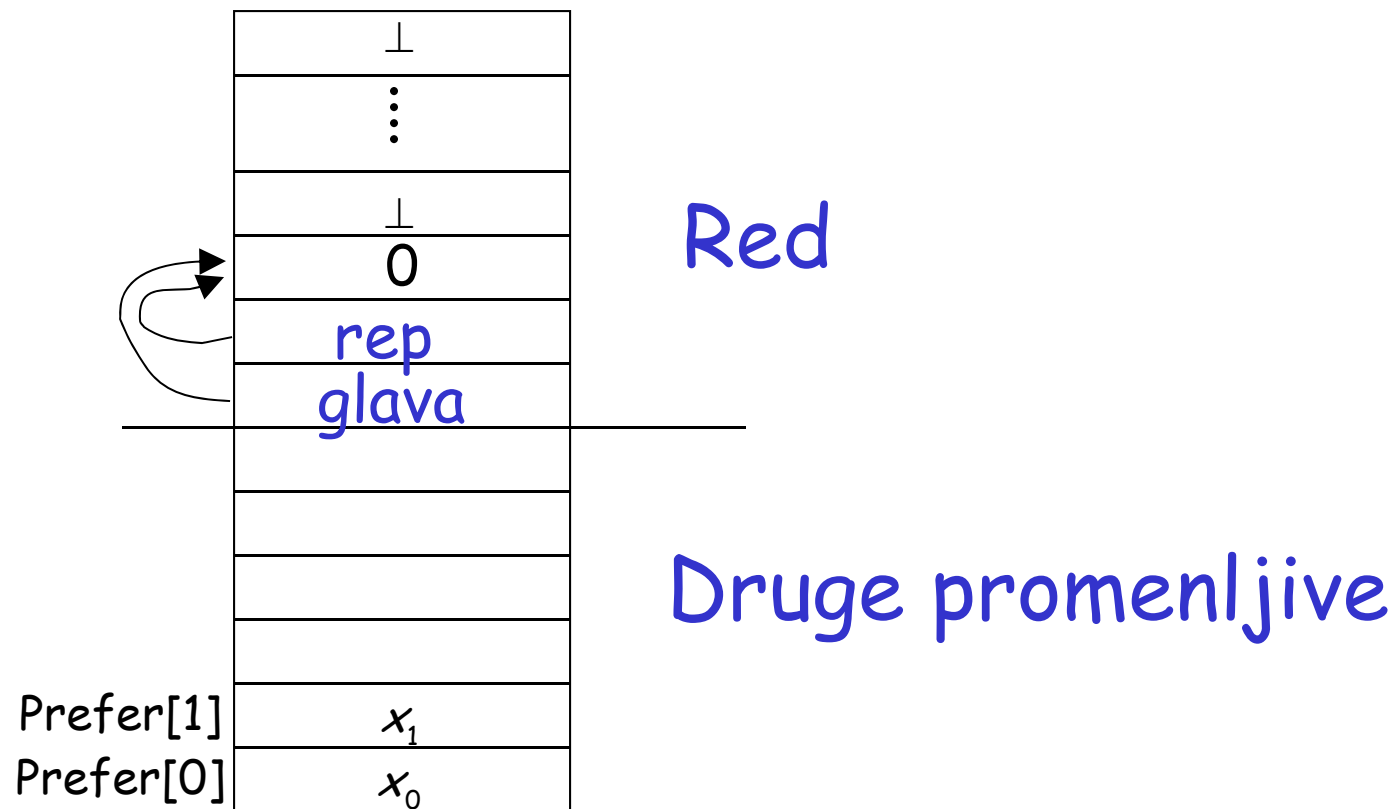 ⊥
⊥
0
Red
rep
glava
Druge promenljive
Prefer[1] x₁
Prefer[0] x₀